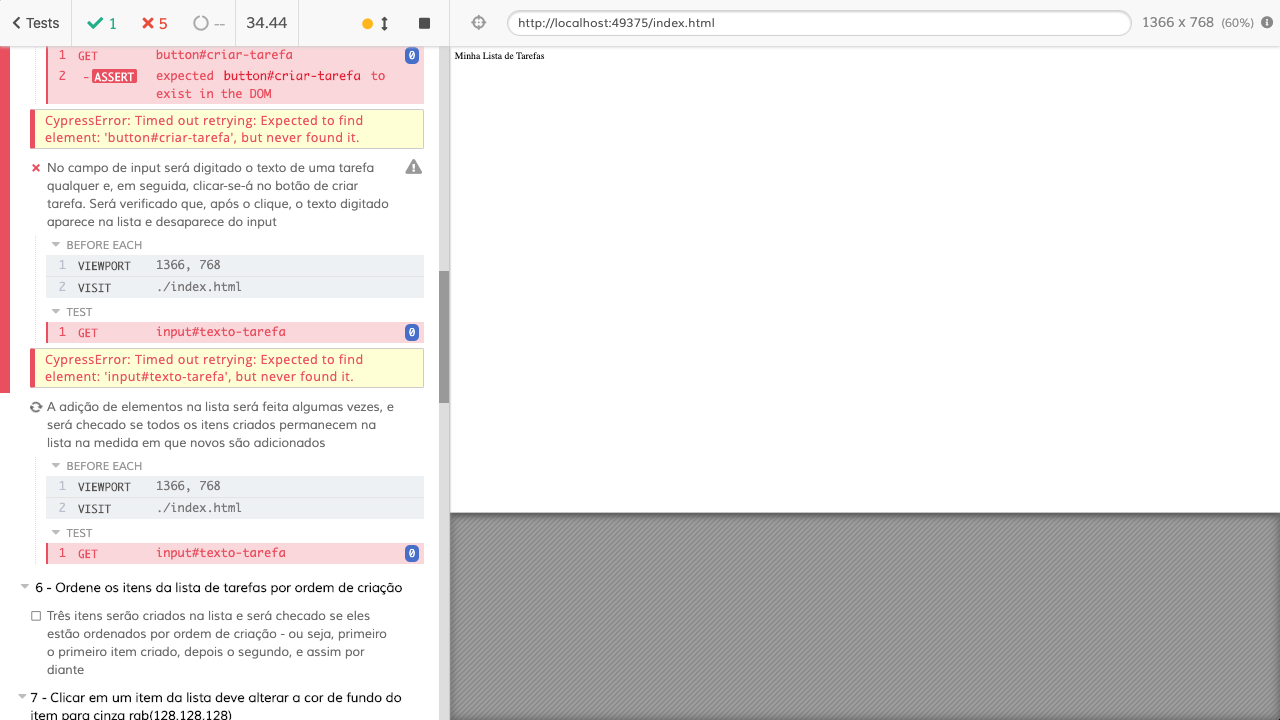 Tests
1
5
--
34.44
http://localhost:49375/index.html
1366 x 768 (60%)
1 GET button#criar-tarefa 0
2 -ASSERT expected button#criar-tarefa to
exist in the DOM
CypressError: Timed out retrying: Expected to find
element: 'button#criar-tarefa', but never found it.
No campo de input será digitado o texto de uma tarefa
qualquer e, em seguida, clicar-se-á no botão de criar
tarefa. Será verificado que, após o clique, o texto digitado
aparece na lista e desaparece do input
BEFORE EACH
1 VIEWPORT 1366, 768
2 VISIT ./index.html
TEST
1 GET input#texto-tarefa 0
CypressError: Timed out retrying: Expected to find
element: 'input#texto-tarefa', but never found it.
A adição de elementos na lista será feita algumas vezes, e
será checado se todos os itens criados permanecem na
lista na medida em que novos são adicionados
BEFORE EACH
1 VIEWPORT 1366, 768
2 VISIT ./index.html
TEST
1 GET input#texto-tarefa 0
6 - Ordene os itens da lista de tarefas por ordem de criação
Três itens serão criados na lista e será checado se eles
estão ordenados por ordem de criação - ou seja, primeiro
o primeiro item criado, depois o segundo, e assim por
diante
7 - Clicar em um item da lista deve alterar a cor de fundo do
item para cinza rgb(128,128,128)
Minha Lista de Tarefas